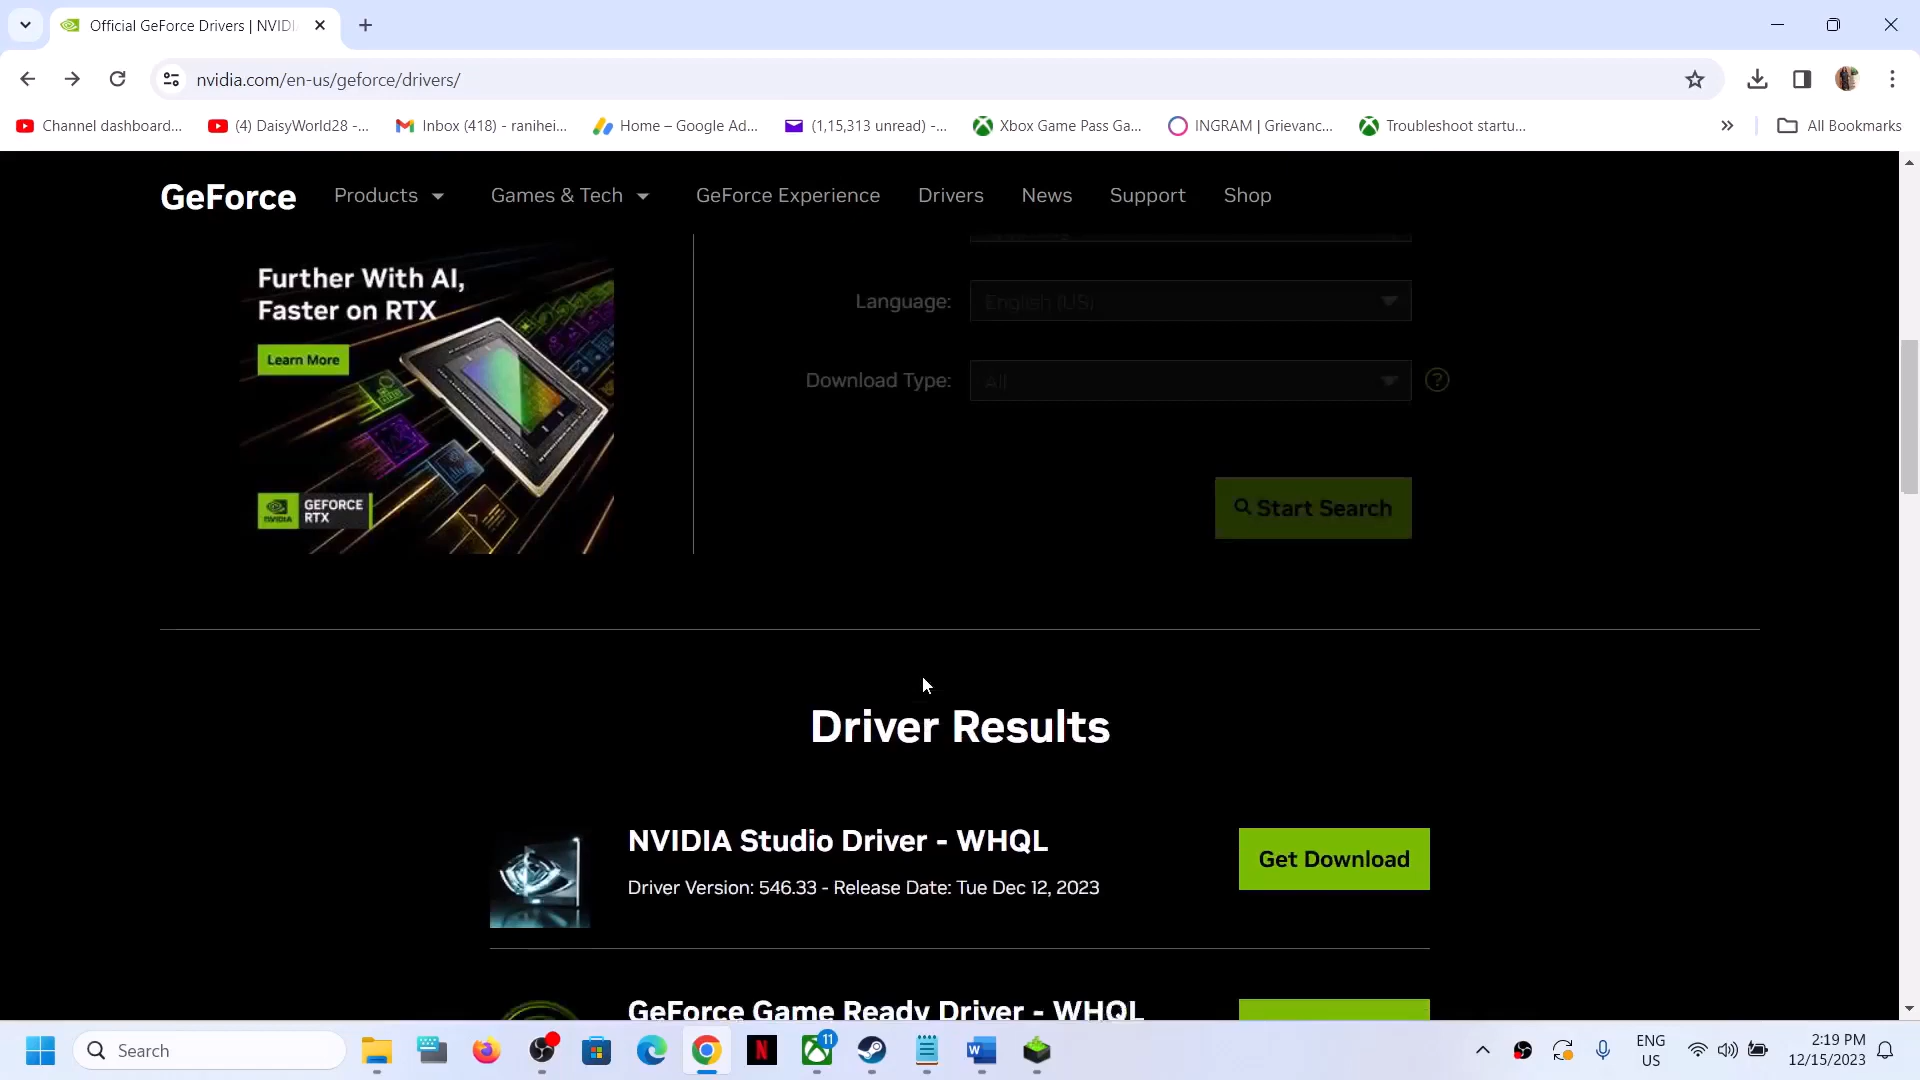 Official GeForce Drivers | NVIDI
nvidia.com/en-us/geforce/drivers/
Channel dashboard...
(4) DaisyWorld28 -...
Inbox (418) - ranihei...
Home – Google Ad...
(1,15,313 unread) -...
Xbox Game Pass Ga...
INGRAM | Grievanc...
Troubleshoot startu...
All Bookmarks
GeForce
Products
Games & Tech
GeForce Experience
Drivers
News
Support
Shop
Further With AI,
Faster on RTX
Learn More
NVIDIA
GEFORCE
RTX
Language:
English (US)
Download Type:
All
?
Start Search
Driver Results
NVIDIA Studio Driver - WHQL
Driver Version: 546.33 - Release Date: Tue Dec 12, 2023
Get Download
GeForce Game Ready Driver - WHQL
Search
N
11
W
ENG
US
2:19 PM
12/15/2023